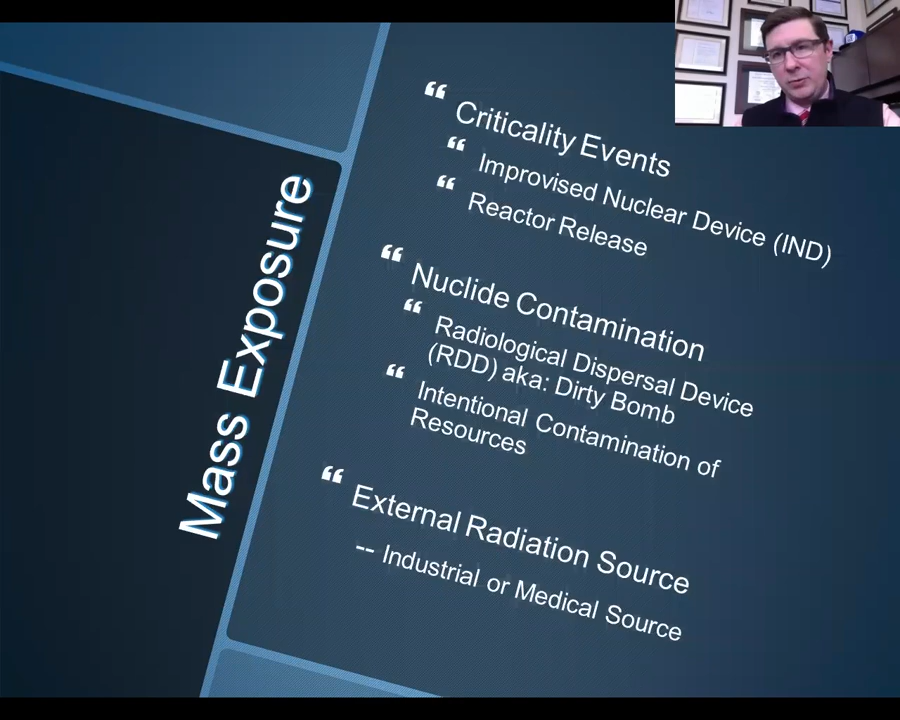 Mass Exposure
“ Criticality Events
“ Improvised Nuclear Device (IND)
“ Reactor Release
“ Nuclide Contamination
“ Radiological Dispersal Device
(RDD) aka: Dirty Bomb
“ Intentional Contamination of
Resources
“ External Radiation Source
-- Industrial or Medical Source